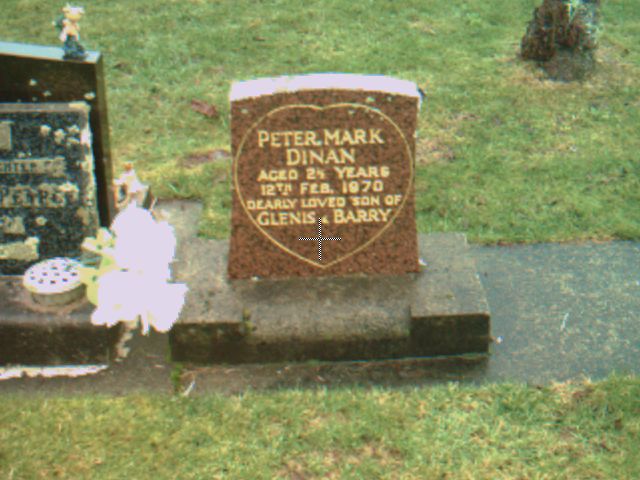 PETER MARK
DINAN
AGED 2½ YEARS
12TH FEB. 1970
DEARLY LOVED SON OF
GLENIS & BARRY